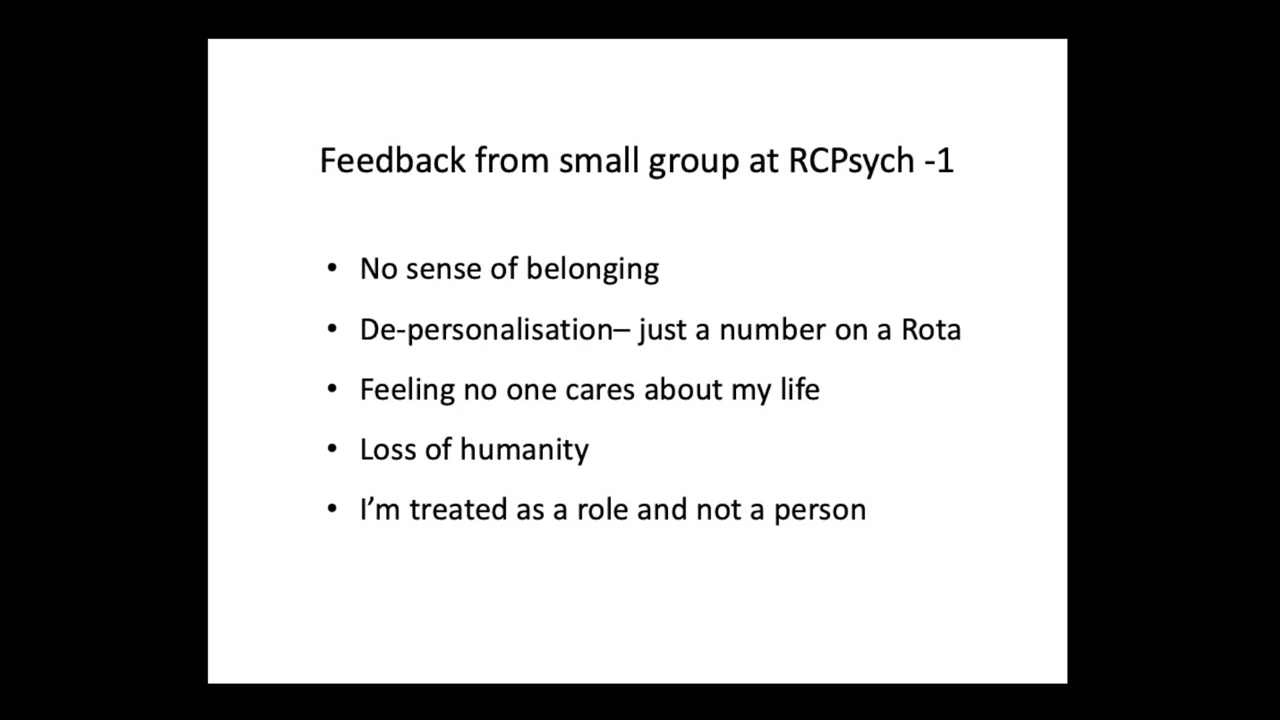 Feedback from small group at RCPsych -1
• No sense of belonging
• De-personalisation– just a number on a Rota
• Feeling no one cares about my life
• Loss of humanity
• I’m treated as a role and not a person